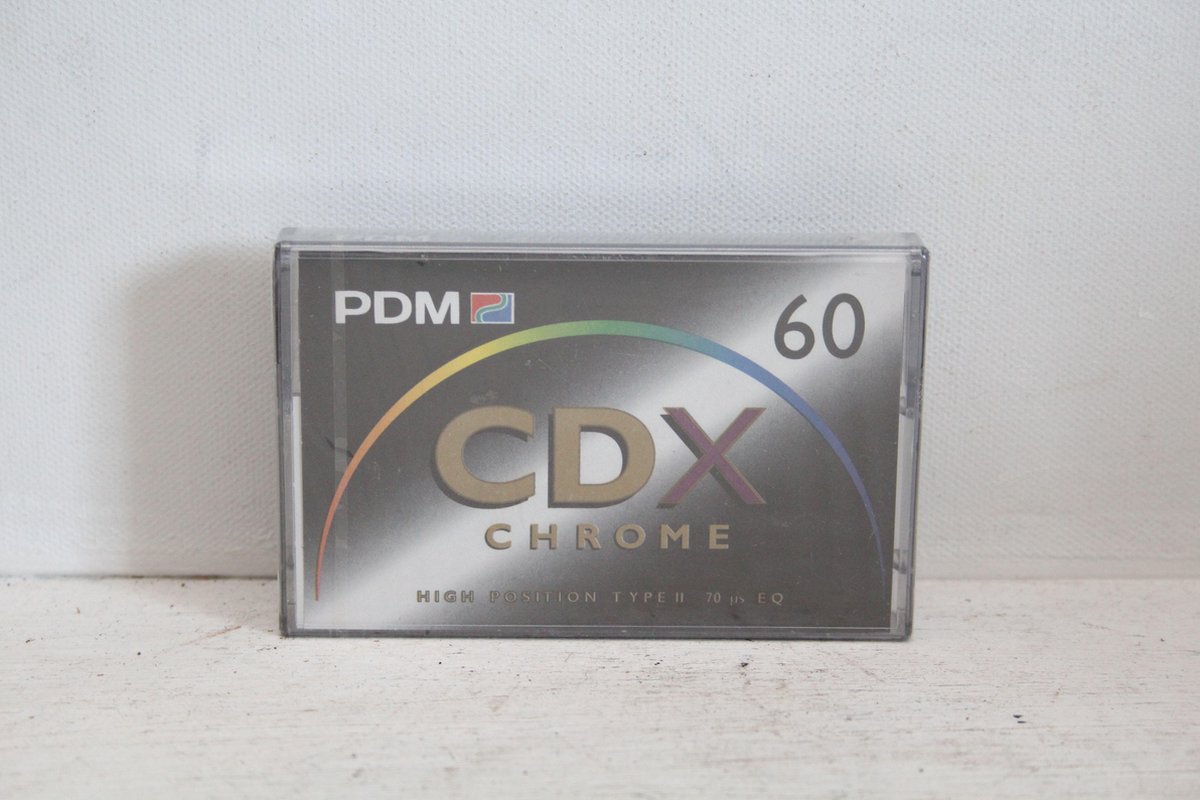 PDM
60
CDX
CHROME
HIGH POSITION TYPE II 70 µs EQ